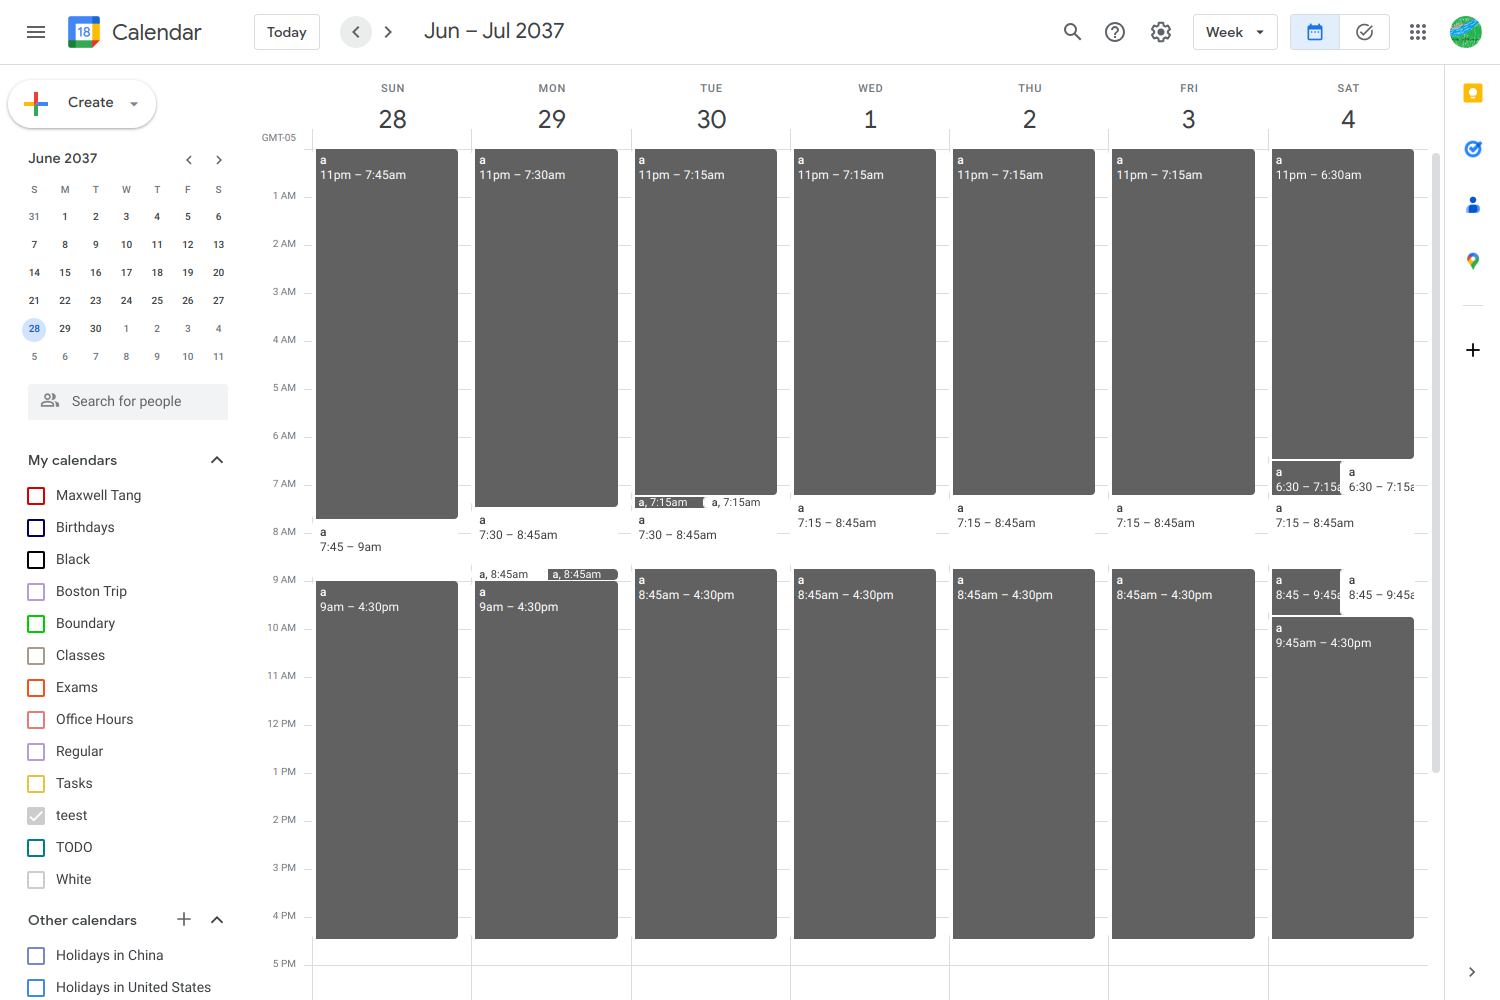 18 Calendar
Today
Jun – Jul 2037
Week
Create
June 2037
S M T W T F S
31 1 2 3 4 5 6
7 8 9 10 11 12 13
14 15 16 17 18 19 20
21 22 23 24 25 26 27
28 29 30 1 2 3 4
5 6 7 8 9 10 11
Search for people
My calendars
Maxwell Tang
Birthdays
Black
Boston Trip
Boundary
Classes
Exams
Office Hours
Regular
Tasks
teest
TODO
White
Other calendars
Holidays in China
Holidays in United States
SUN MON TUE WED THU FRI SAT
28 29 30 1 2 3 4
GMT-05
1 AM
2 AM
3 AM
4 AM
5 AM
6 AM
7 AM
8 AM
9 AM
10 AM
11 AM
12 PM
1 PM
2 PM
3 PM
4 PM
5 PM
a
11pm – 7:45am
a
7:45 – 9am
a
9am – 4:30pm
a
11pm – 7:30am
a
7:30 – 8:45am
a, 8:45am
a, 8:45am
a
9am – 4:30pm
a
11pm – 7:15am
a, 7:15am
a, 7:15am
a
7:30 – 8:45am
a
8:45am – 4:30pm
a
11pm – 7:15am
a
7:15 – 8:45am
a
8:45am – 4:30pm
a
11pm – 7:15am
a
7:15 – 8:45am
a
8:45am – 4:30pm
a
11pm – 7:15am
a
7:15 – 8:45am
a
8:45am – 4:30pm
a
11pm – 6:30am
a
6:30 – 7:15a
a
6:30 – 7:15a
a
7:15 – 8:45am
a
8:45 – 9:45a
a
8:45 – 9:45a
a
9:45am – 4:30pm